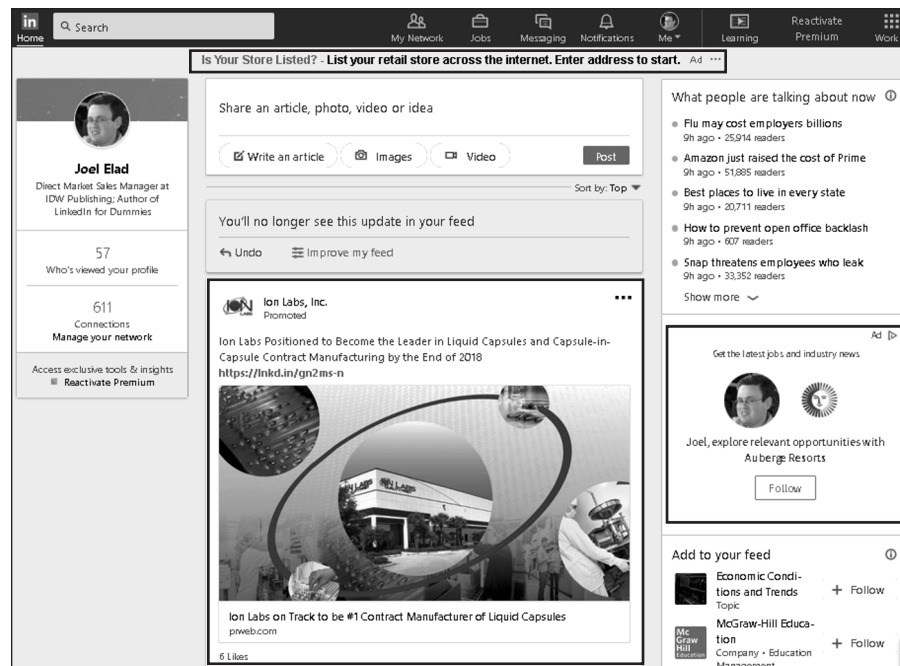 in
Home
Search
My Network
Jobs
Messaging
Notifications
Me
Learning
Reactivate
Premium
Work
Is Your Store Listed? - List your retail store across the internet. Enter address to start. Ad ...
Joel Elad
Direct Market Sales Manager at
IDW Publishing; Author of
LinkedIn for Dummies
57
Who's viewed your profile
611
Connections
Manage your network
Access exclusive tools & insights
Reactivate Premium
Share an article, photo, video or idea
Write an article
Images
Video
Post
Sort by: Top
You'll no longer see this update in your feed
Undo
Improve my feed
ION
LABS
Ion Labs, Inc.
Promoted
Ion Labs Positioned to Become the Leader in Liquid Capsules and Capsule-in-
Capsule Contract Manufacturing by the End of 2018
https://lnkd.in/gn2ms-n
ION LABS
ION LABS
Ion Labs on Track to be #1 Contract Manufacturer of Liquid Capsules
prweb.com
6 Likes
What people are talking about now
Flu may cost employers billions
9h ago • 25,914 readers
Amazon just raised the cost of Prime
9h ago • 51,885 readers
Best places to live in every state
9h ago • 20,711 readers
How to prevent open office backlash
9h ago • 607 readers
Snap threatens employees who leak
9h ago • 33,352 readers
Show more
Ad
Get the latest jobs and industry news
Joel, explore relevant opportunities with
Auberge Resorts
Follow
Add to your feed
Economic Condi-
tions and Trends
Topic
+ Follow
Mc
Graw
Hill
Education
McGraw-Hill Educa-
tion
Company • Education
Management
+ Follow